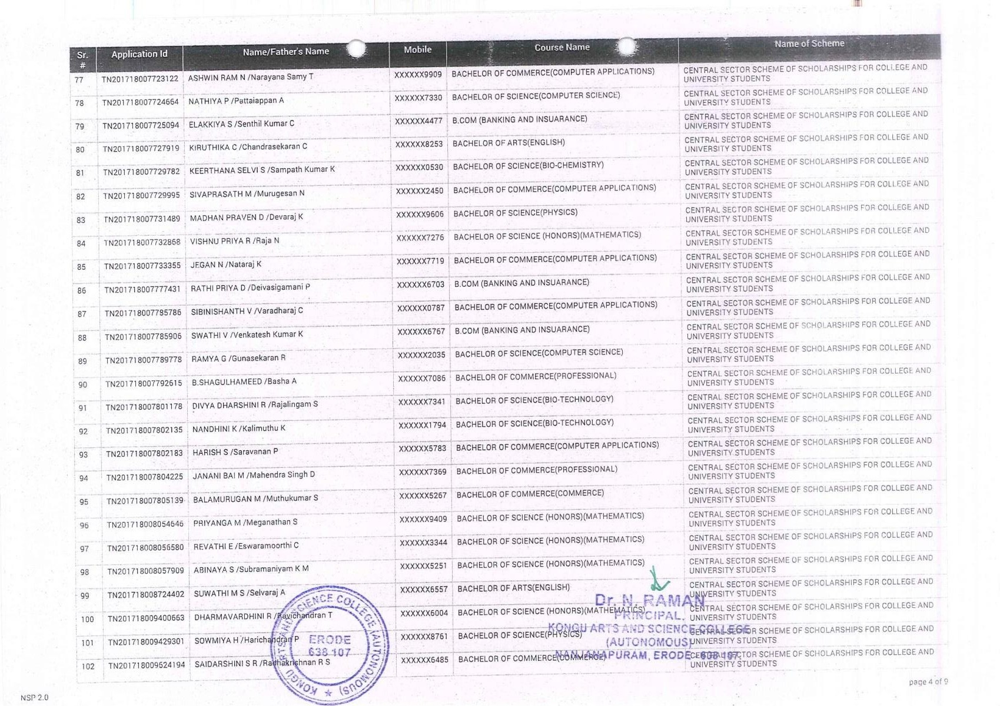 Sr. # Application Id Name/Father's Name Mobile Course Name Name of Scheme
77 TN201718007723122 ASHWIN RAM N /Narayana Samy T XXXXXX9909 BACHELOR OF COMMERCE(COMPUTER APPLICATIONS) CENTRAL SECTOR SCHEME OF SCHOLARSHIPS FOR COLLEGE AND
UNIVERSITY STUDENTS
78 TN201718007724664 NATHIYA P /Pattaiappan A XXXXXX7330 BACHELOR OF SCIENCE(COMPUTER SCIENCE) CENTRAL SECTOR SCHEME OF SCHOLARSHIPS FOR COLLEGE AND
UNIVERSITY STUDENTS
79 TN201718007725094 ELAKKIYA S /Senthil Kumar C XXXXXX4477 B.COM (BANKING AND INSUARANCE) CENTRAL SECTOR SCHEME OF SCHOLARSHIPS FOR COLLEGE AND
UNIVERSITY STUDENTS
80 TN201718007727919 KIRUTHIKA C /Chandrasekaran C XXXXXX8253 BACHELOR OF ARTS(ENGLISH) CENTRAL SECTOR SCHEME OF SCHOLARSHIPS FOR COLLEGE AND
UNIVERSITY STUDENTS
81 TN201718007729782 KEERTHANA SELVI S /Sampath Kumar K XXXXXX0530 BACHELOR OF SCIENCE(BIO-CHEMISTRY) CENTRAL SECTOR SCHEME OF SCHOLARSHIPS FOR COLLEGE AND
UNIVERSITY STUDENTS
82 TN201718007729995 SIVAPRASATH M /Murugesan N XXXXXX2450 BACHELOR OF COMMERCE(COMPUTER APPLICATIONS) CENTRAL SECTOR SCHEME OF SCHOLARSHIPS FOR COLLEGE AND
UNIVERSITY STUDENTS
83 TN201718007731489 MADHAN PRAVEN D /Devaraj K XXXXXX9606 BACHELOR OF SCIENCE(PHYSICS) CENTRAL SECTOR SCHEME OF SCHOLARSHIPS FOR COLLEGE AND
UNIVERSITY STUDENTS
84 TN201718007732868 VISHNU PRIYA R /Raja N XXXXXX7276 BACHELOR OF SCIENCE (HONORS)(MATHEMATICS) CENTRAL SECTOR SCHEME OF SCHOLARSHIPS FOR COLLEGE AND
UNIVERSITY STUDENTS
85 TN201718007733355 JEGAN N /Nataraj K XXXXXX7719 BACHELOR OF COMMERCE(COMPUTER APPLICATIONS) CENTRAL SECTOR SCHEME OF SCHOLARSHIPS FOR COLLEGE AND
UNIVERSITY STUDENTS
86 TN201718007777431 RATHI PRIYA D /Deivasigamani P XXXXXX6703 B.COM (BANKING AND INSUARANCE) CENTRAL SECTOR SCHEME OF SCHOLARSHIPS FOR COLLEGE AND
UNIVERSITY STUDENTS
87 TN201718007785786 SIBINISHANTH V /Varadharaj C XXXXXX0787 BACHELOR OF COMMERCE(COMPUTER APPLICATIONS) CENTRAL SECTOR SCHEME OF SCHOLARSHIPS FOR COLLEGE AND
UNIVERSITY STUDENTS
88 TN201718007785906 SWATHI V /Venkatesh Kumar K XXXXXX6767 B.COM (BANKING AND INSUARANCE) CENTRAL SECTOR SCHEME OF SCHOLARSHIPS FOR COLLEGE AND
UNIVERSITY STUDENTS
89 TN201718007789778 RAMYA G /Gunasekaran R XXXXXX2035 BACHELOR OF SCIENCE(COMPUTER SCIENCE) CENTRAL SECTOR SCHEME OF SCHOLARSHIPS FOR COLLEGE AND
UNIVERSITY STUDENTS
90 TN201718007792615 B.SHAGULHAMEED /Basha A XXXXXX7086 BACHELOR OF COMMERCE(PROFESSIONAL) CENTRAL SECTOR SCHEME OF SCHOLARSHIPS FOR COLLEGE AND
UNIVERSITY STUDENTS
91 TN201718007801178 DIVYA DHARSHINI R /Rajalingam S XXXXXX7341 BACHELOR OF SCIENCE(BIO-TECHNOLOGY) CENTRAL SECTOR SCHEME OF SCHOLARSHIPS FOR COLLEGE AND
UNIVERSITY STUDENTS
92 TN201718007802135 NANDHINI K /Kalimuthu K XXXXXX1794 BACHELOR OF SCIENCE(BIO-TECHNOLOGY) CENTRAL SECTOR SCHEME OF SCHOLARSHIPS FOR COLLEGE AND
UNIVERSITY STUDENTS
93 TN201718007802183 HARISH S /Saravanan P XXXXXX5783 BACHELOR OF COMMERCE(COMPUTER APPLICATIONS) CENTRAL SECTOR SCHEME OF SCHOLARSHIPS FOR COLLEGE AND
UNIVERSITY STUDENTS
94 TN201718007804225 JANANI BAI M /Mahendra Singh D XXXXXX7369 BACHELOR OF COMMERCE(PROFESSIONAL) CENTRAL SECTOR SCHEME OF SCHOLARSHIPS FOR COLLEGE AND
UNIVERSITY STUDENTS
95 TN201718007805139 BALAMURUGAN M /Muthukumar S XXXXXX5267 BACHELOR OF COMMERCE(COMMERCE) CENTRAL SECTOR SCHEME OF SCHOLARSHIPS FOR COLLEGE AND
UNIVERSITY STUDENTS
96 TN201718008054646 PRIYANGA M /Meganathan S XXXXXX9409 BACHELOR OF SCIENCE (HONORS)(MATHEMATICS) CENTRAL SECTOR SCHEME OF SCHOLARSHIPS FOR COLLEGE AND
UNIVERSITY STUDENTS
97 TN201718008056580 REVATHI E /Eswaramoorthi C XXXXXX3344 BACHELOR OF SCIENCE (HONORS)(MATHEMATICS) CENTRAL SECTOR SCHEME OF SCHOLARSHIPS FOR COLLEGE AND
UNIVERSITY STUDENTS
98 TN201718008057909 ABINAYA S /Subramaniyam K M XXXXXX5251 BACHELOR OF SCIENCE (HONORS)(MATHEMATICS) CENTRAL SECTOR SCHEME OF SCHOLARSHIPS FOR COLLEGE AND
UNIVERSITY STUDENTS
99 TN201718008724402 SUWATHI M S /Selvaraj A XXXXXX6557 BACHELOR OF ARTS(ENGLISH) CENTRAL SECTOR SCHEME OF SCHOLARSHIPS FOR COLLEGE AND
UNIVERSITY STUDENTS
100 TN201718009400663 DHARMAVARDHINI R /Ravichandran T XXXXXX6004 BACHELOR OF SCIENCE (HONORS)(MATHEMATICS) CENTRAL SECTOR SCHEME OF SCHOLARSHIPS FOR COLLEGE AND
UNIVERSITY STUDENTS
101 TN201718009429301 SOWMIYA H /Harichandran P XXXXXX8761 BACHELOR OF SCIENCE(PHYSICS) CENTRAL SECTOR SCHEME OF SCHOLARSHIPS FOR COLLEGE AND
UNIVERSITY STUDENTS
102 TN201718009624194 SAIDARSHINI S R /Radhakrishnan R S XXXXXX6485 BACHELOR OF COMMERCE(COMMERCE) CENTRAL SECTOR SCHEME OF SCHOLARSHIPS FOR COLLEGE AND
UNIVERSITY STUDENTS
KONGU ARTS AND SCIENCE COLLEGE (AUTONOMOUS)
ERODE
638 107
Dr. N. RAMAN
PRINCIPAL,
KONGU ARTS AND SCIENCE COLLEGE
(AUTONOMOUS)
NANJANAPURAM, ERODE - 638 107
page 4 of 9
NSP 2.0